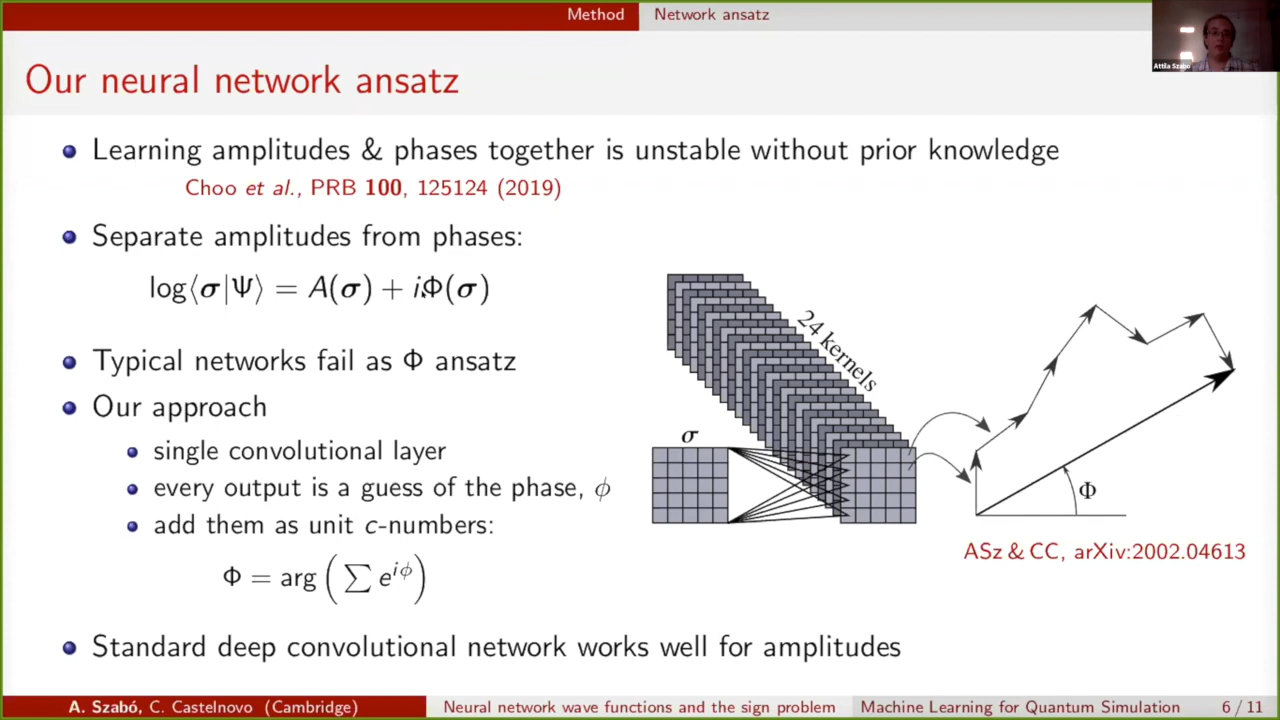 Method Network ansatz
Attila Szabó
Our neural network ansatz
Learning amplitudes & phases together is unstable without prior knowledge
Choo et al., PRB 100, 125124 (2019)
Separate amplitudes from phases:
log⟨σ|Ψ⟩ = A(σ) + iΦ(σ)
Typical networks fail as Φ ansatz
Our approach
single convolutional layer
every output is a guess of the phase, ϕ
add them as unit c-numbers:
Φ = arg(∑ e^{iϕ})
Standard deep convolutional network works well for amplitudes
24 kernels
σ
Φ
ASz & CC, arXiv:2002.04613
A. Szabó, C. Castelnovo (Cambridge) Neural network wave functions and the sign problem Machine Learning for Quantum Simulation 6 / 11